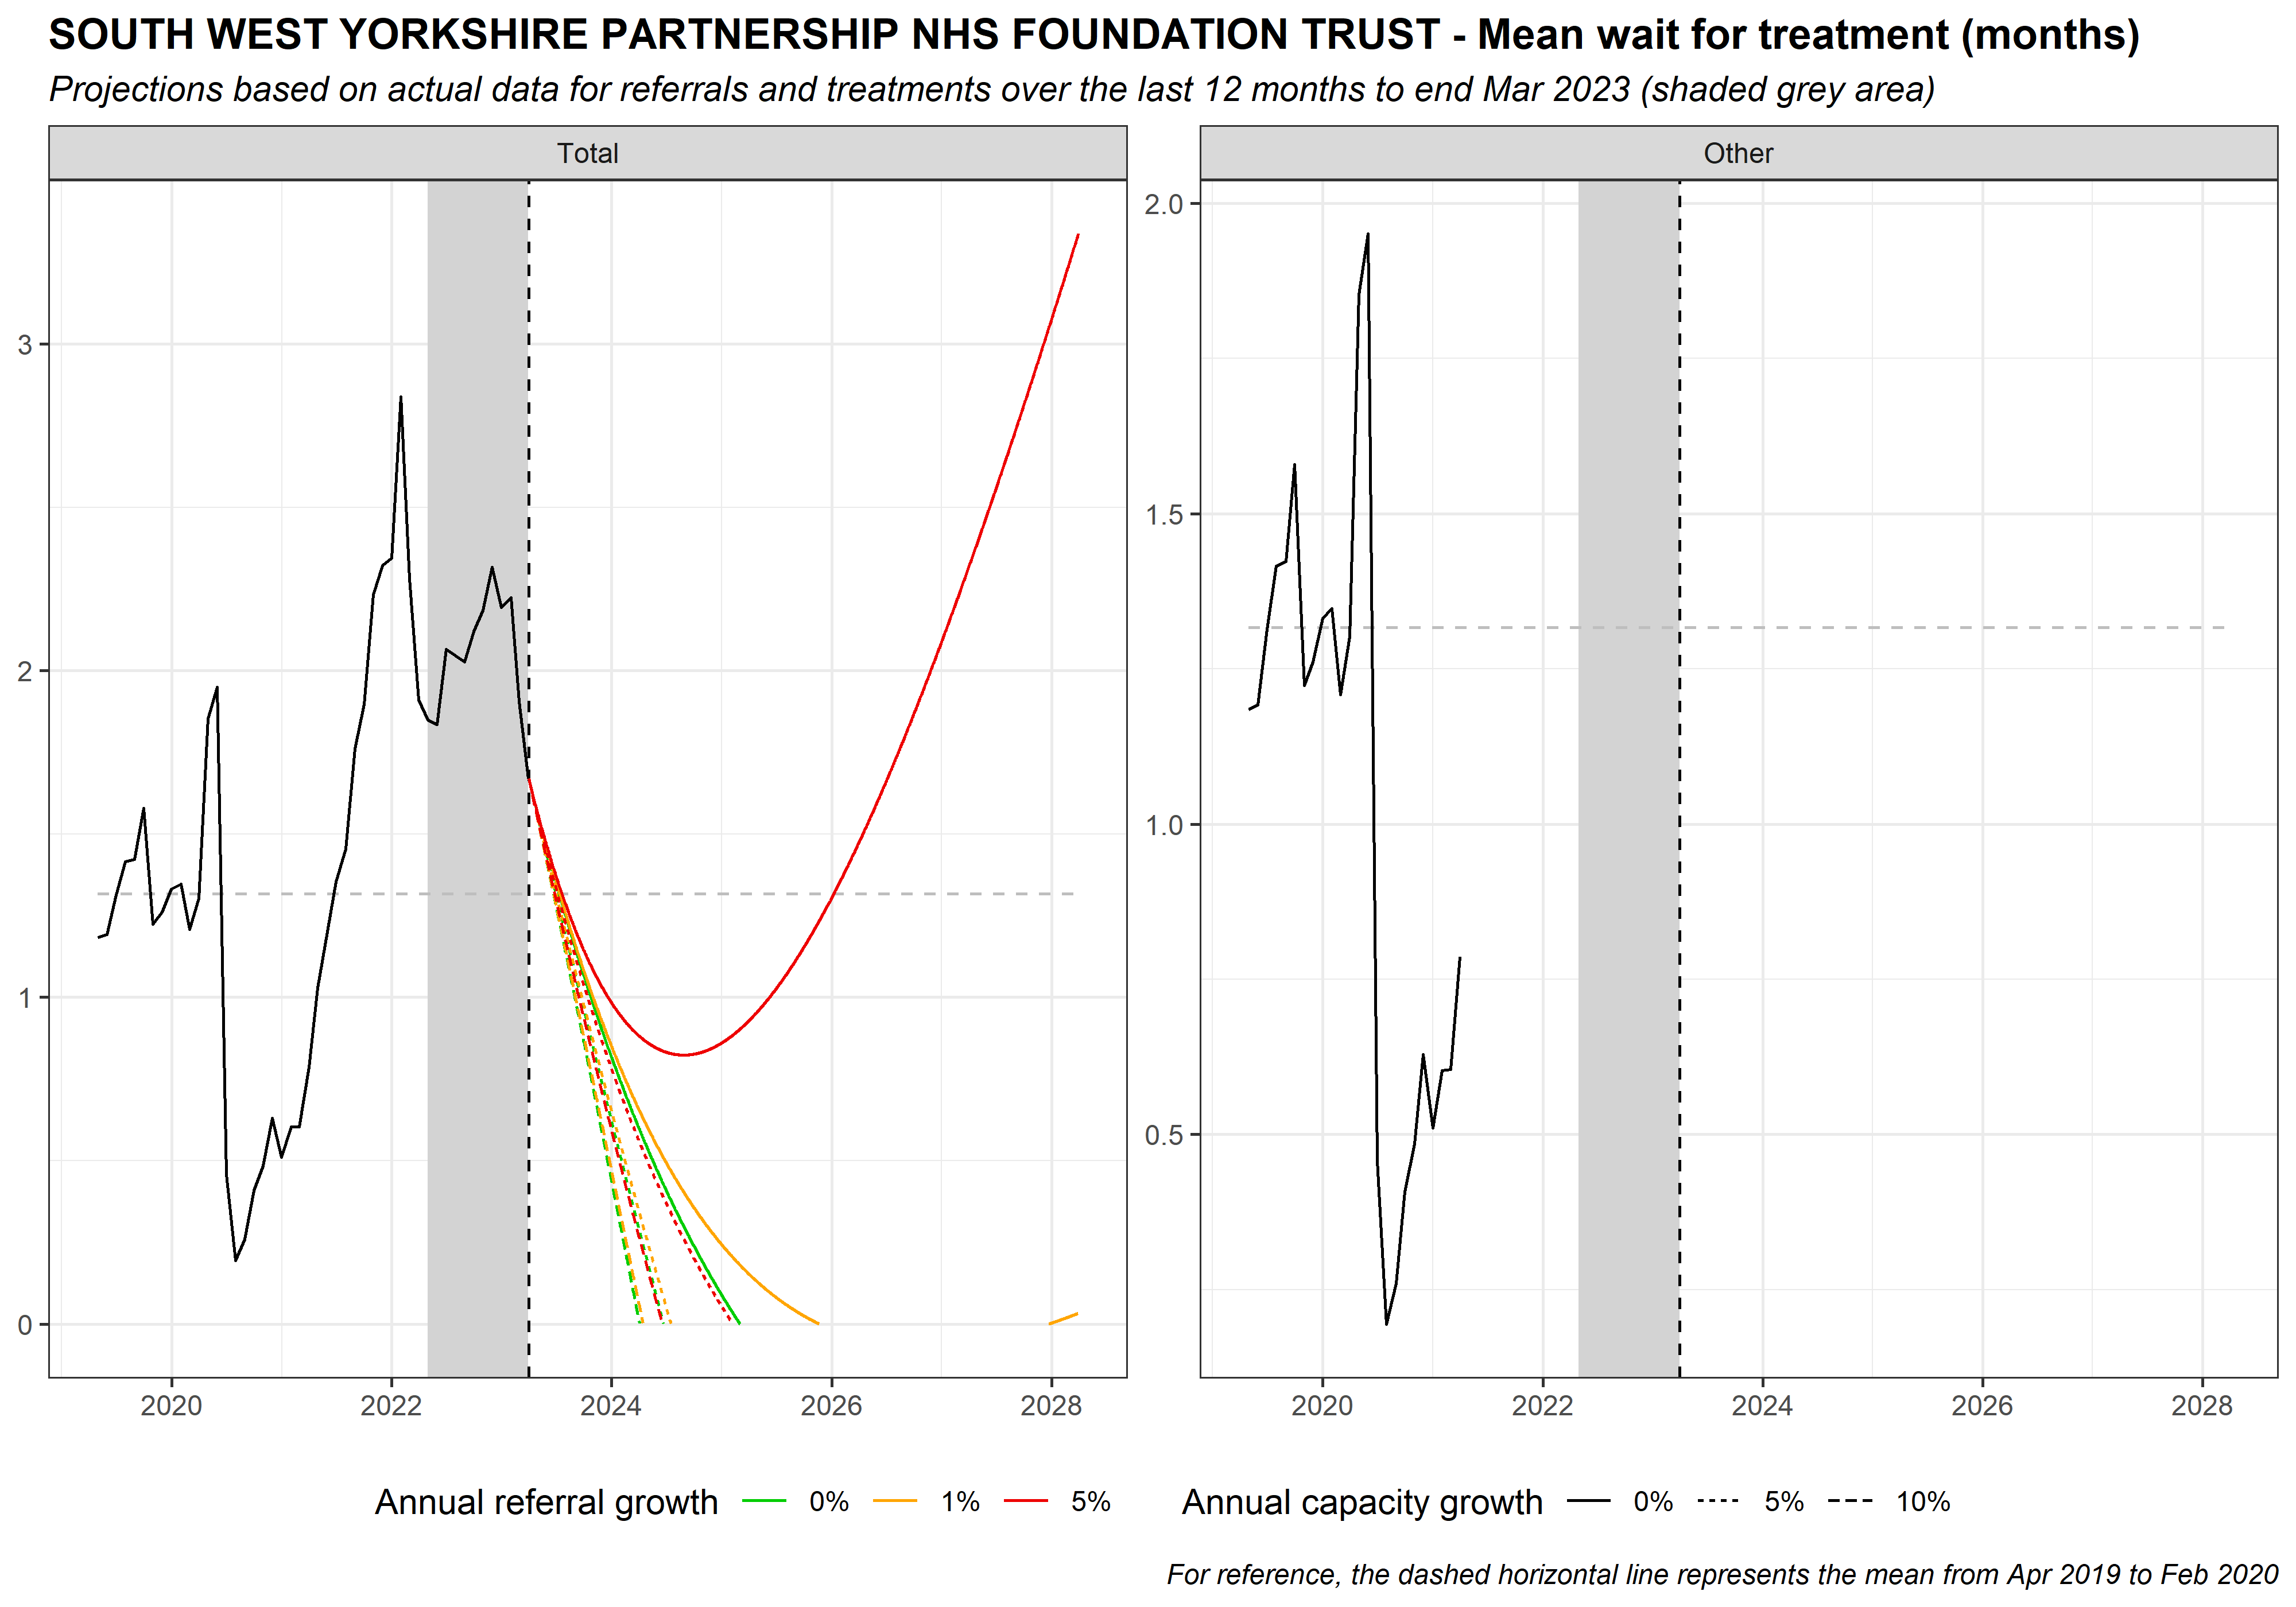 SOUTH WEST YORKSHIRE PARTNERSHIP NHS FOUNDATION TRUST - Mean wait for treatment (months)
Projections based on actual data for referrals and treatments over the last 12 months to end Mar 2023 (shaded grey area)
Total
3
2
1
0
2020 2022 2024 2026 2028
Other
2.0
1.5
1.0
0.5
2020 2022 2024 2026 2028
Annual referral growth 0% 1% 5%
Annual capacity growth 0% 5% 10%
For reference, the dashed horizontal line represents the mean from Apr 2019 to Feb 2020